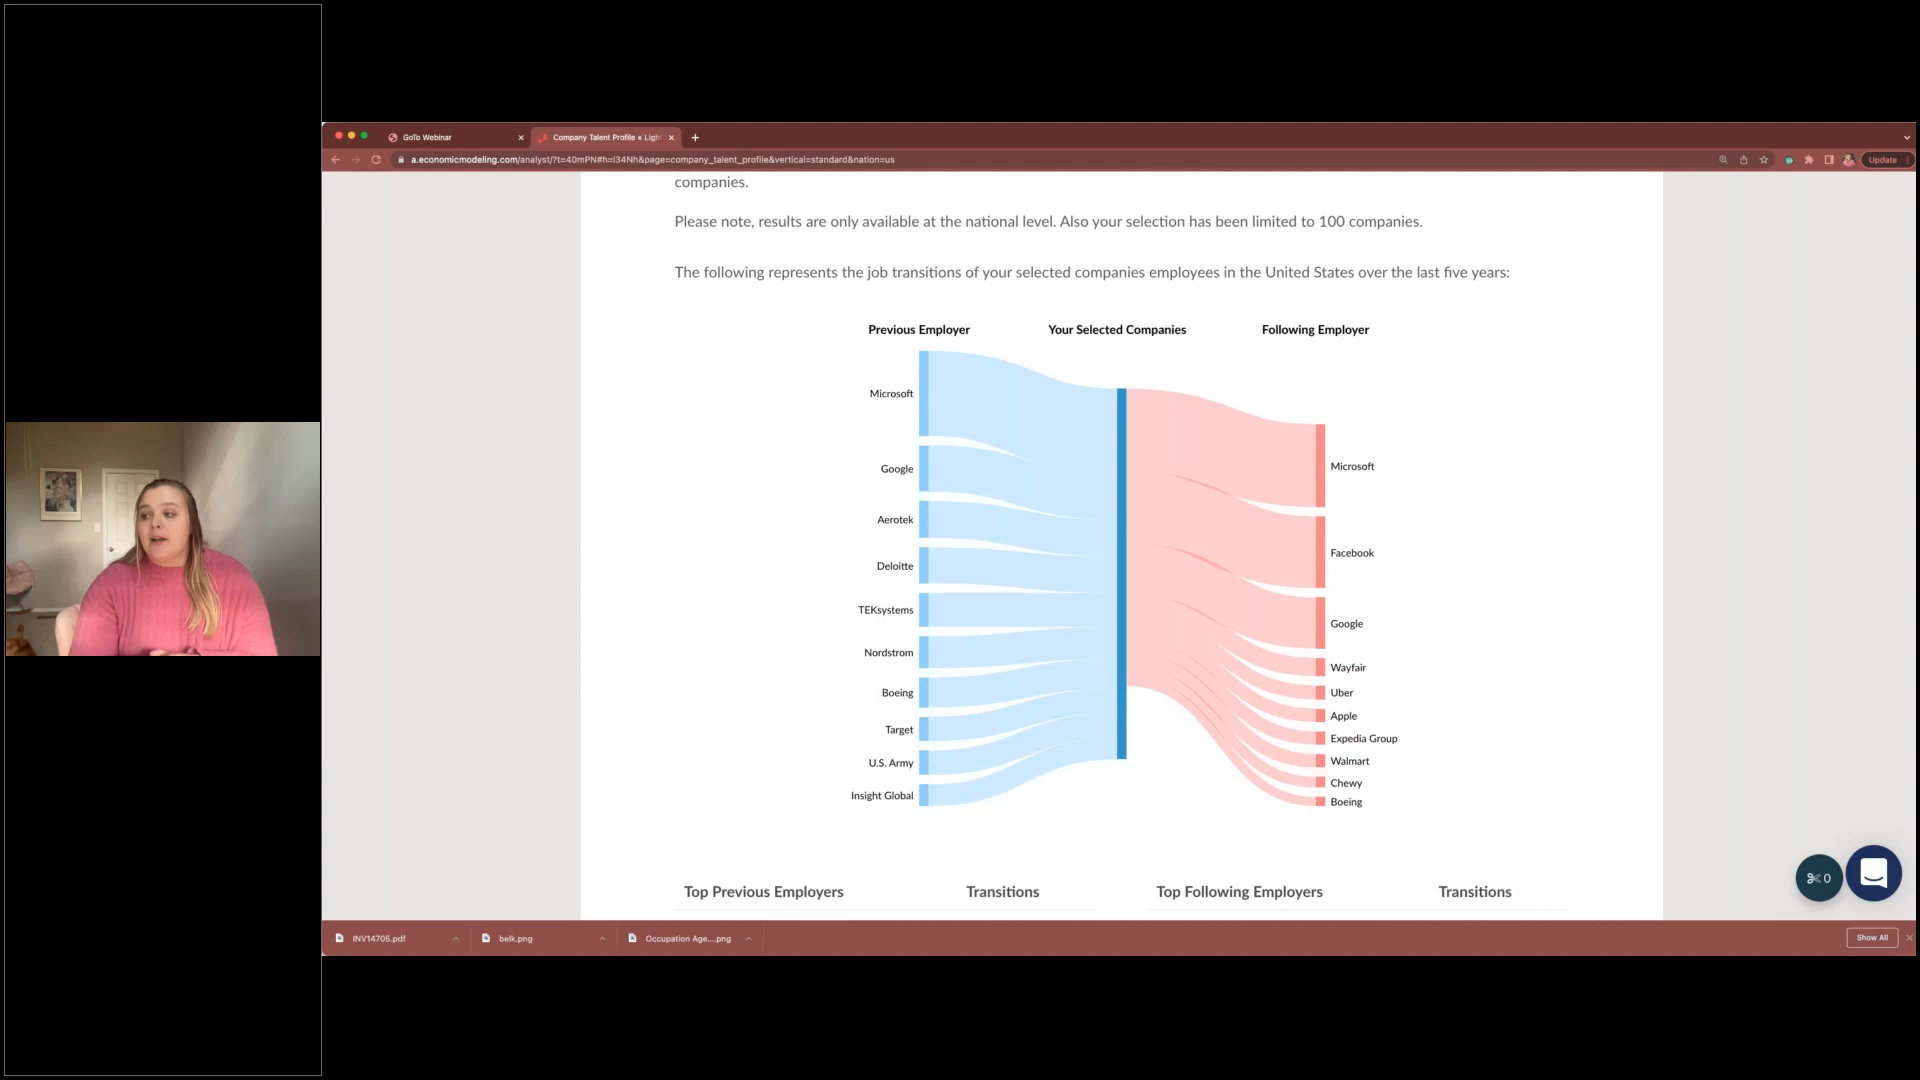 GoTo Webinar
Company Talent Profile « Ligh
a.economicmodeling.com/analyst/?t=40mPN#h=I34Nh&page=company_talent_profile&vertical=standard&nation=us
Update
companies.
Please note, results are only available at the national level. Also your selection has been limited to 100 companies.
The following represents the job transitions of your selected companies employees in the United States over the last five years:
Previous Employer
Your Selected Companies
Following Employer
Microsoft
Google
Aerotek
Deloitte
TEKsystems
Nordstrom
Boeing
Target
U.S. Army
Insight Global
Microsoft
Facebook
Google
Wayfair
Uber
Apple
Expedia Group
Walmart
Chewy
Boeing
0
Top Previous Employers
Transitions
Top Following Employers
Transitions
INV14705.pdf
belk.png
Occupation Age....png
Show All